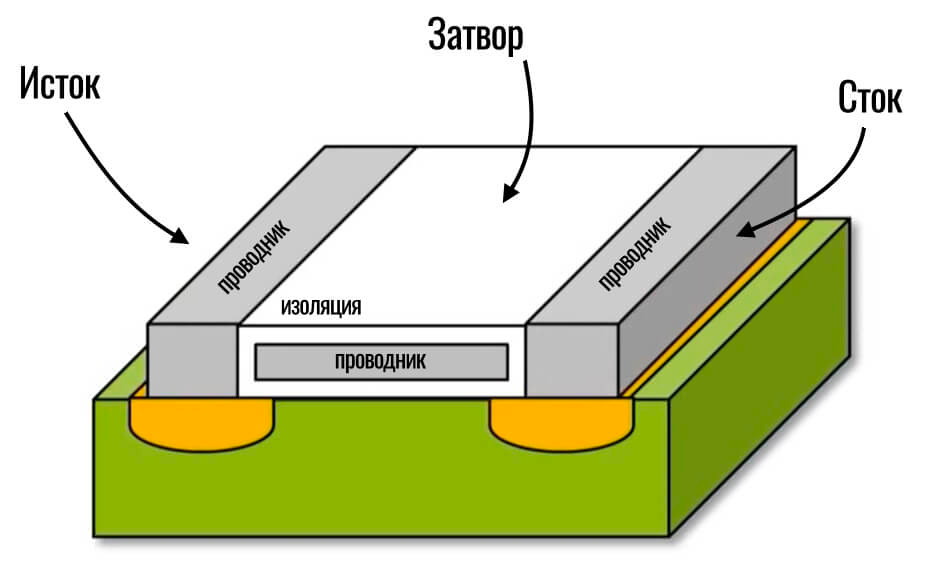 Затвор
Исток
Сток
проводник
проводник
изоляция
проводник